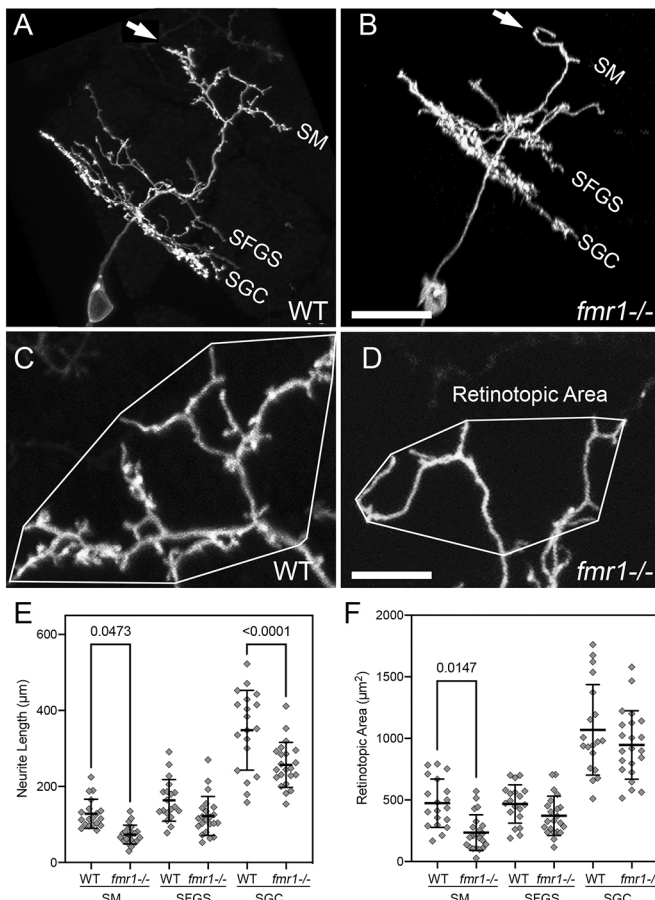 A
SM
SFGS
SGC
WT
B
SM
SFGS
SGC
fmr1-/-
C
WT
D
Retinotopic Area
fmr1-/-
E
Neurite Length (µm)
600
400
200
0
0.0473
<0.0001
WT fmr1-/- WT fmr1-/- WT fmr1-/-
SM SFGS SGC
F
Retinotopic Area (µm²)
2000
1500
1000
500
0
0.0147
WT fmr1-/- WT fmr1-/- WT fmr1-/-
SM SFGS SGC